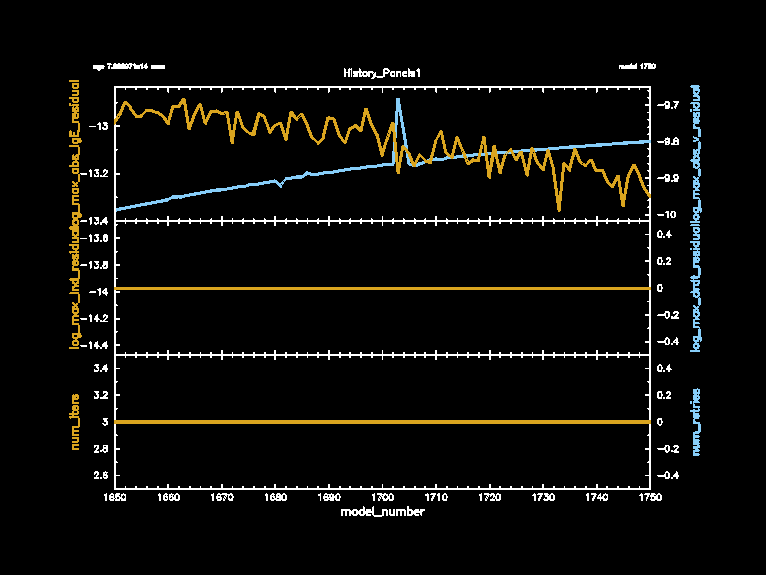 History_Panels1
model 1750
log_max_abs_lgE_residual
-13
-13.2
-13.4
-9.7
-9.8
-9.9
-10
log_max_abs_v_residual
log_max_lnd_residual
-13.6
-13.8
-14
-14.2
-14.4
0.4
0.2
0
-0.2
-0.4
log_max_drdt_residual
num_iters
3.4
3.2
3
2.8
2.6
0.4
0.2
0
-0.2
-0.4
num_retries
1650 1660 1670 1680 1690 1700 1710 1720 1730 1740 1750
model_number